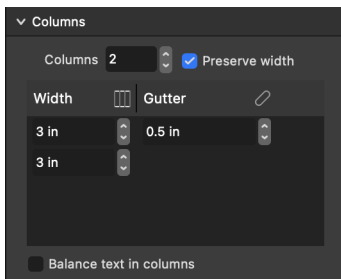 Columns
Columns 2 Preserve width
Width Gutter
3 in 0.5 in
3 in
Balance text in columns